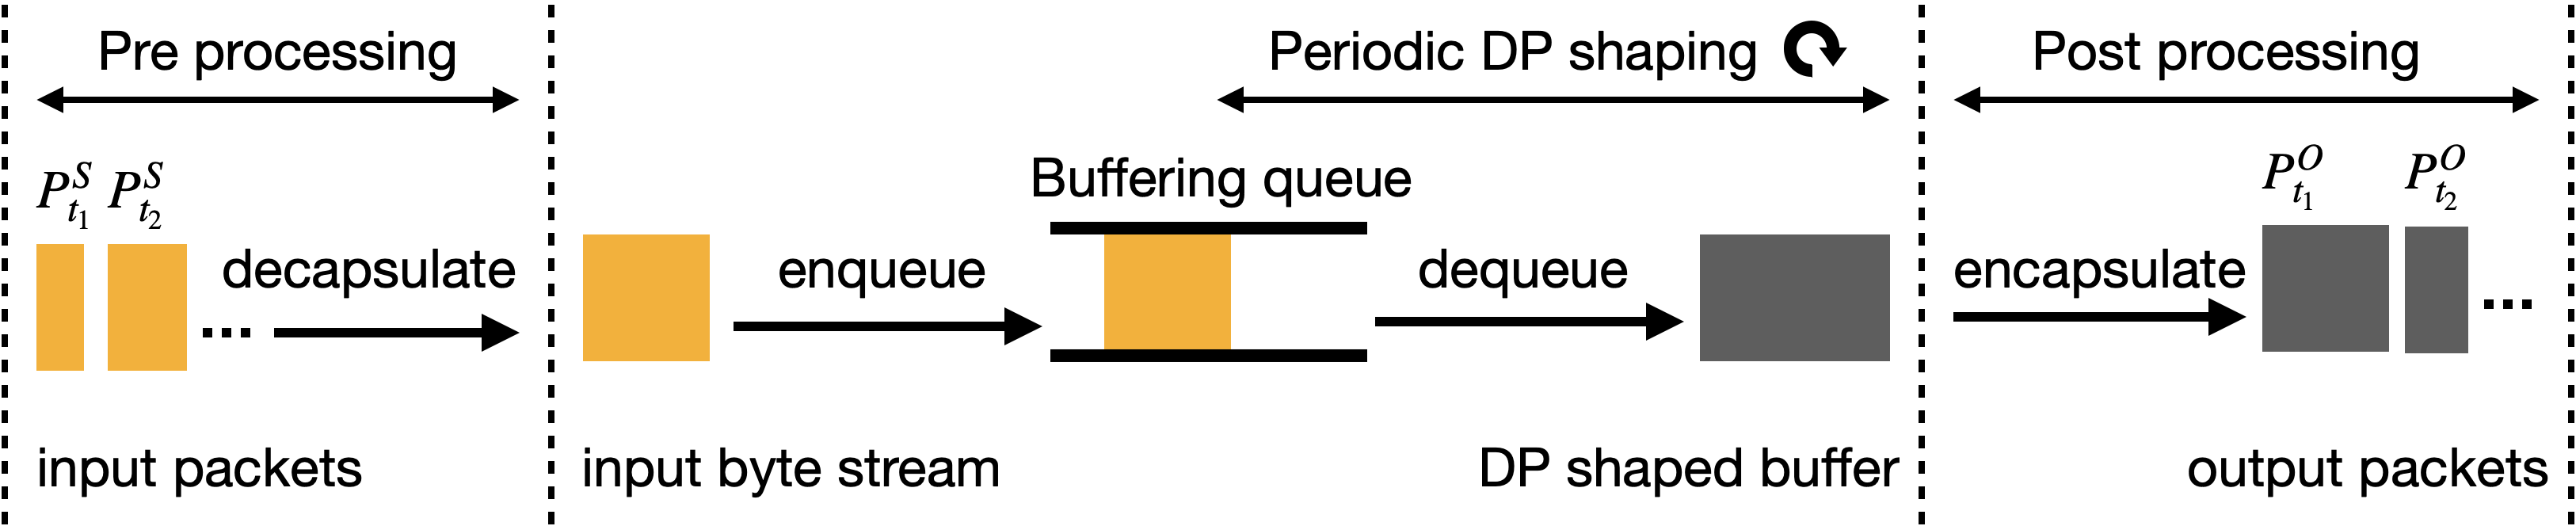 Pre processing
Periodic DP shaping
Post processing
P^S_{t_1} P^S_{t_2}
decapsulate
...
enqueue
Buffering queue
dequeue
encapsulate
P^O_{t_1} P^O_{t_2}
...
input packets
input byte stream
DP shaped buffer
output packets